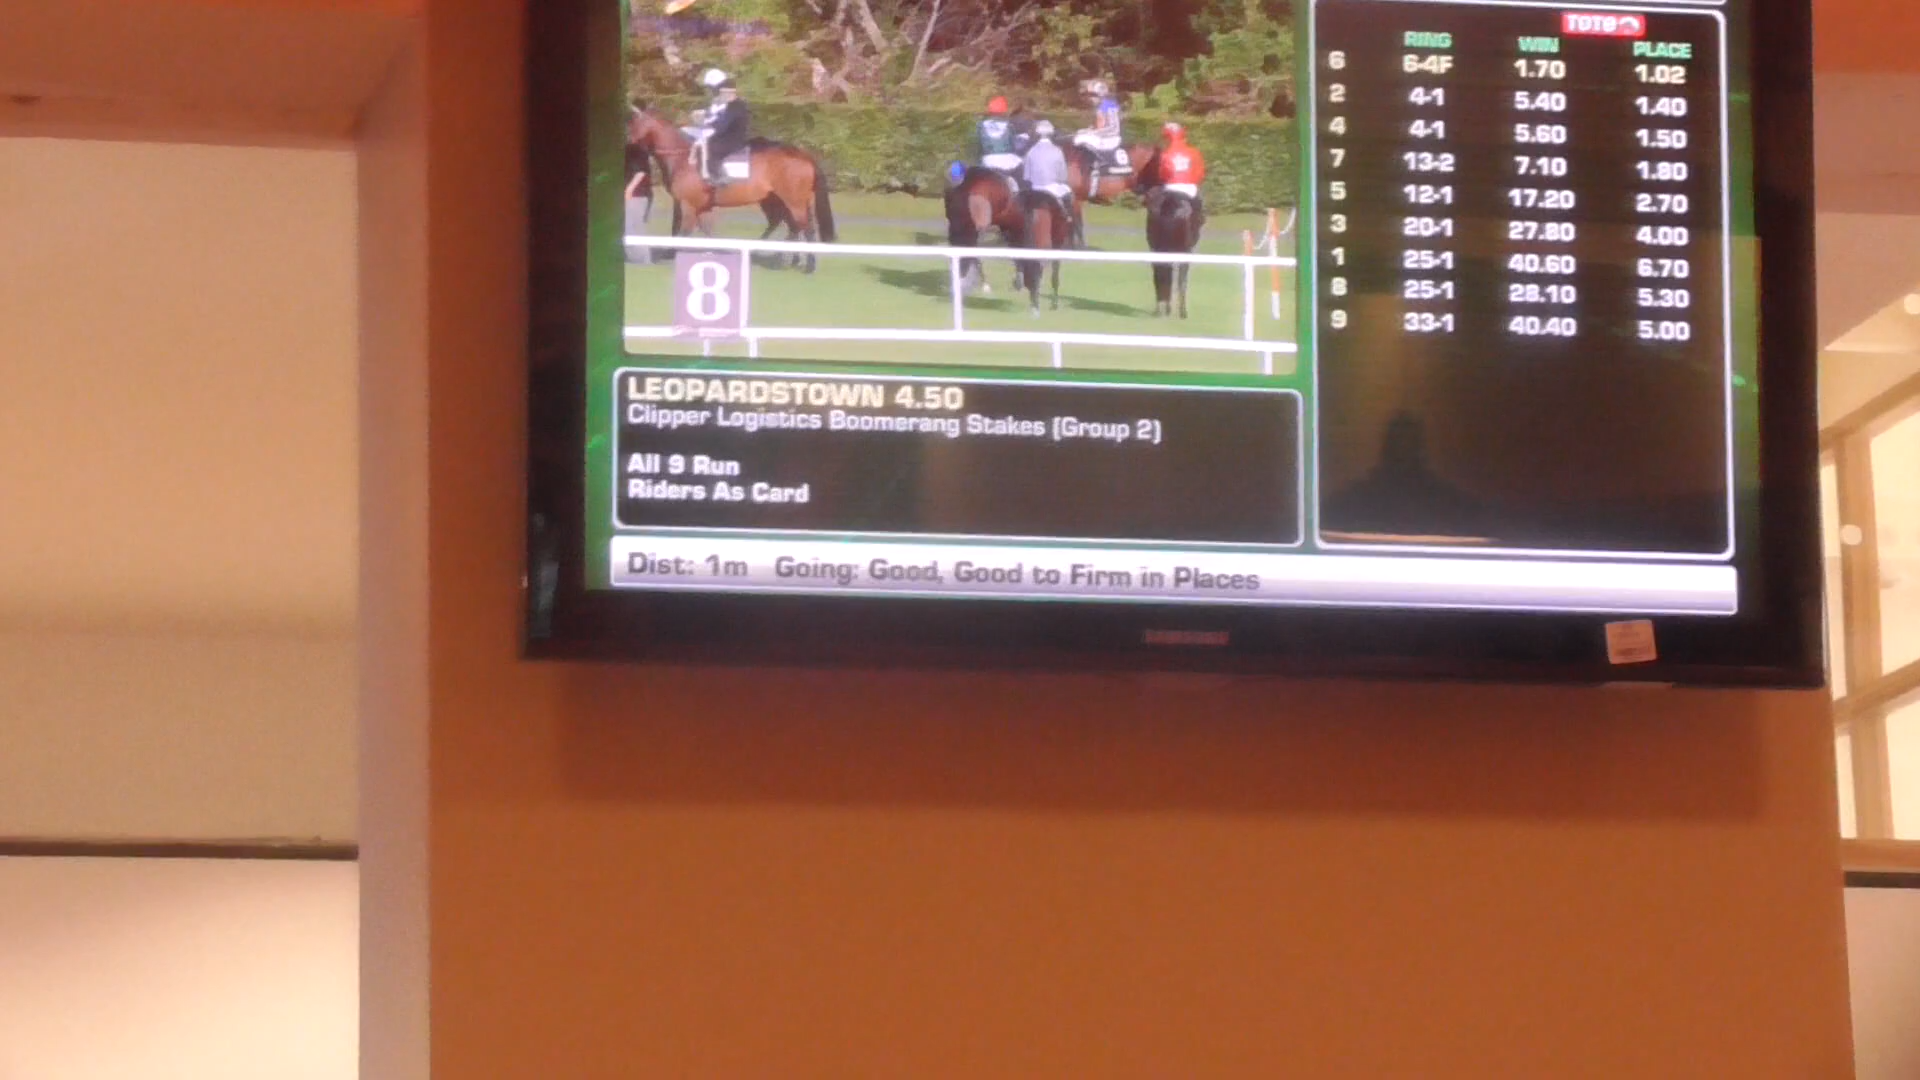 TOTE
RING WIN PLACE
6 6-4F 1.70 1.02
2 4-1 5.40 1.40
4 4-1 5.60 1.50
7 13-2 7.10 1.80
5 12-1 17.20 2.70
3 20-1 27.80 4.00
1 25-1 40.60 6.70
8 25-1 28.10 5.30
9 33-1 40.40 5.00
8
LEOPARDSTOWN 4.50
Clipper Logistics Boomerang Stakes (Group 2)
All 9 Run
Riders As Card
Dist: 1m Going: Good, Good to Firm in Places
SAMSUNG